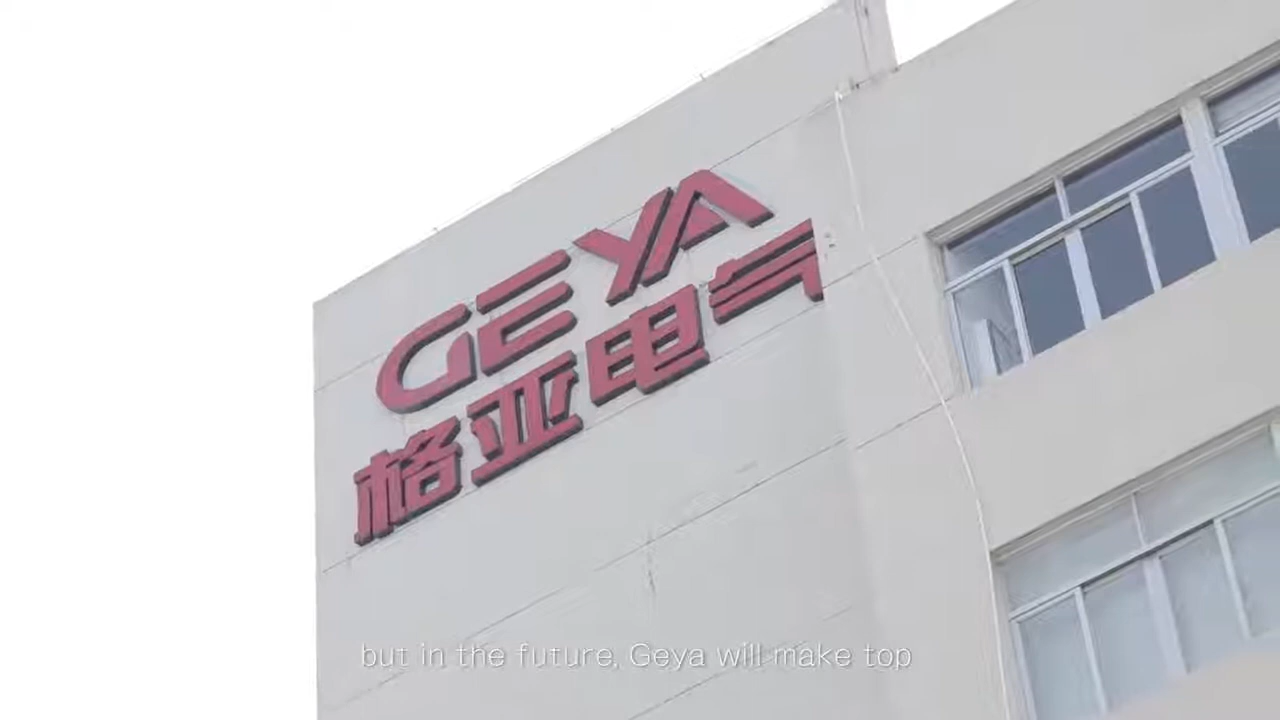 GEYA
格亚电气
but in the future, Geya will make top